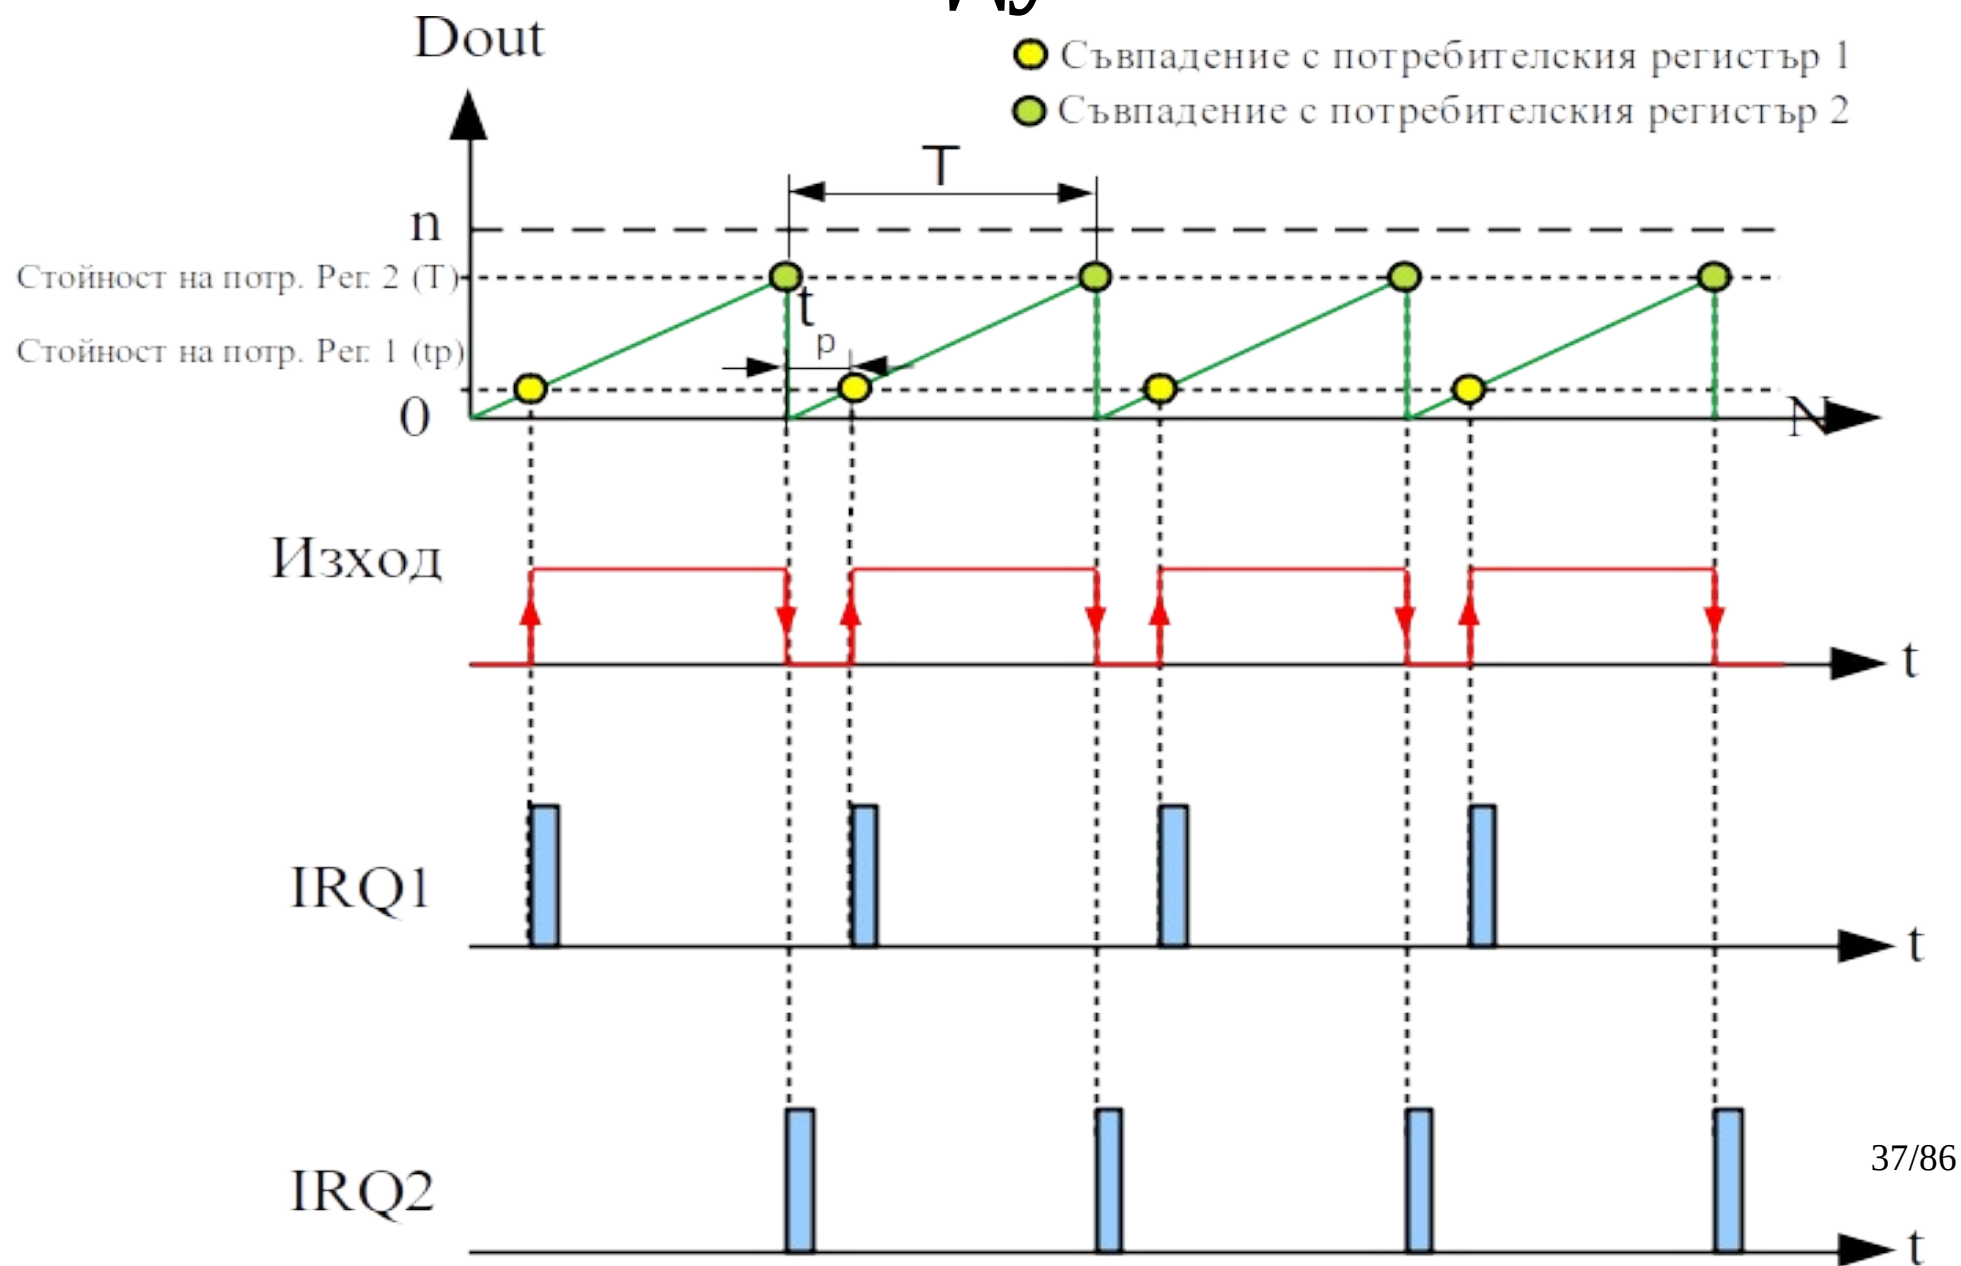 Dout
Съвпадение с потребителския регистър 1
Съвпадение с потребителския регистър 2
T
n
Стойност на потр. Рег. 2 (T)
t
p
Стойност на потр. Рег. 1 (tp)
0
N
Изход
t
IRQ1
t
37/86
IRQ2
t